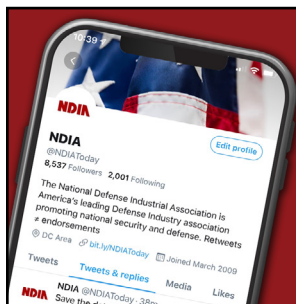 10:39
NDIA
NDIA
Edit profile
@NDIAToday
8,537 Followers 2,001 Following
The National Defense Industrial Association is
America's leading Defense Industry association
promoting national security and defense. Retweets
≠ endorsements
DC Area bit.ly/NDIAToday Joined March 2009
Tweets Tweets & replies Media Likes
NDIA
NDIA @NDIAToday · 38m
Save the